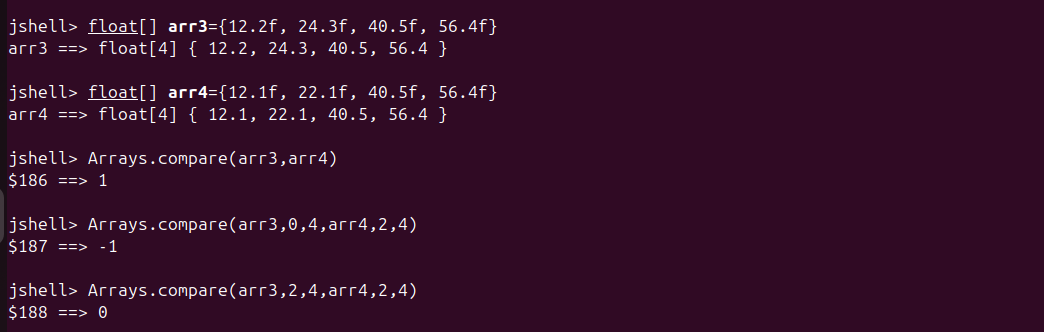 jshell> float[] arr3={12.2f, 24.3f, 40.5f, 56.4f}
arr3 ==> float[4] { 12.2, 24.3, 40.5, 56.4 }
jshell> float[] arr4={12.1f, 22.1f, 40.5f, 56.4f}
arr4 ==> float[4] { 12.1, 22.1, 40.5, 56.4 }
jshell> Arrays.compare(arr3,arr4)
$186 ==> 1
jshell> Arrays.compare(arr3,0,4,arr4,2,4)
$187 ==> -1
jshell> Arrays.compare(arr3,2,4,arr4,2,4)
$188 ==> 0